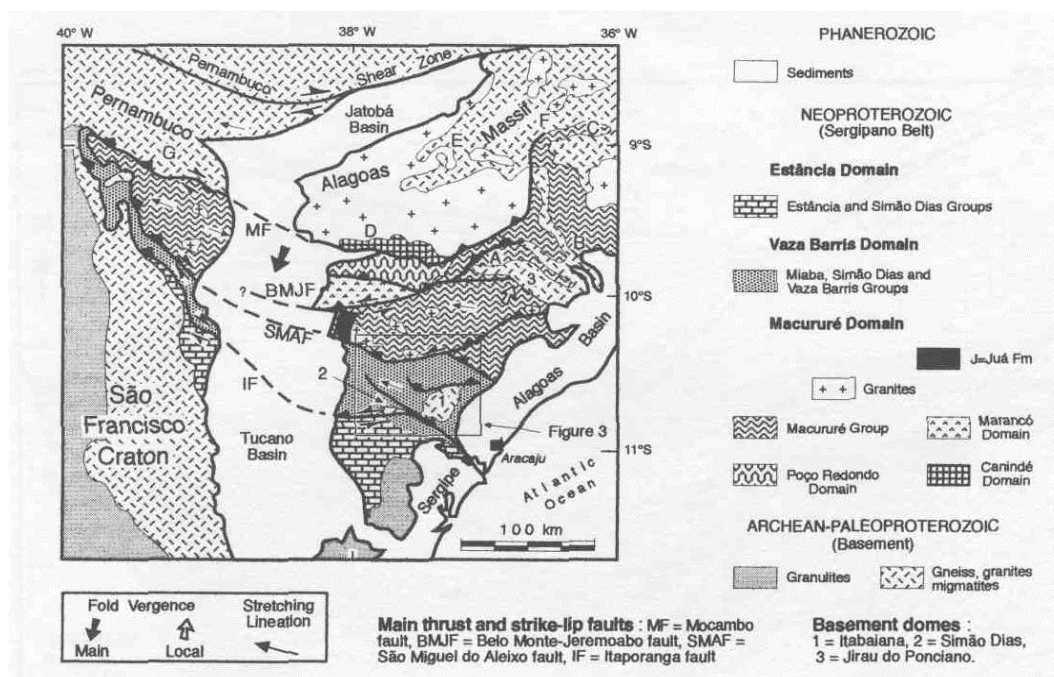 40° W
38° W
36° W
9°S
10°S
11°S
Pernambuco
Shear Zone
Pernambuco
Jatobá
Basin
Massif
Alagoas
E
F
C
G
D
MF
B
A
3
?
BMJF
SMAF
2
IF
1
São
Francisco
Craton
Tucano
Basin
Alagoas
Basin
Figure 3
Aracaju
Sergipe
Atlantic
Ocean
100 km
PHANEROZOIC
Sediments
NEOPROTEROZOIC
(Sergipano Belt)
Estância Domain
Estância and Simão Dias Groups
Vaza Barris Domain
Miaba, Simão Dias and
Vaza Barris Groups
Macururé Domain
J=Juá Fm
Granites
Macururé Group
Marancó
Domain
Poço Redondo
Domain
Canindé
Domain
ARCHEAN-PALEOPROTEROZOIC
(Basement)
Granulites
Gneiss, granites
migmatites
Fold Vergence
Stretching
Lineation
Main
Local
Main thrust and strike-lip faults : MF = Mocambo
fault, BMJF = Belo Monte-Jeremoabo fault, SMAF =
São Miguel do Aleixo fault, IF = Itaporanga fault
Basement domes :
1 = Itabaiana, 2 = Simão Dias,
3 = Jirau do Ponciano.